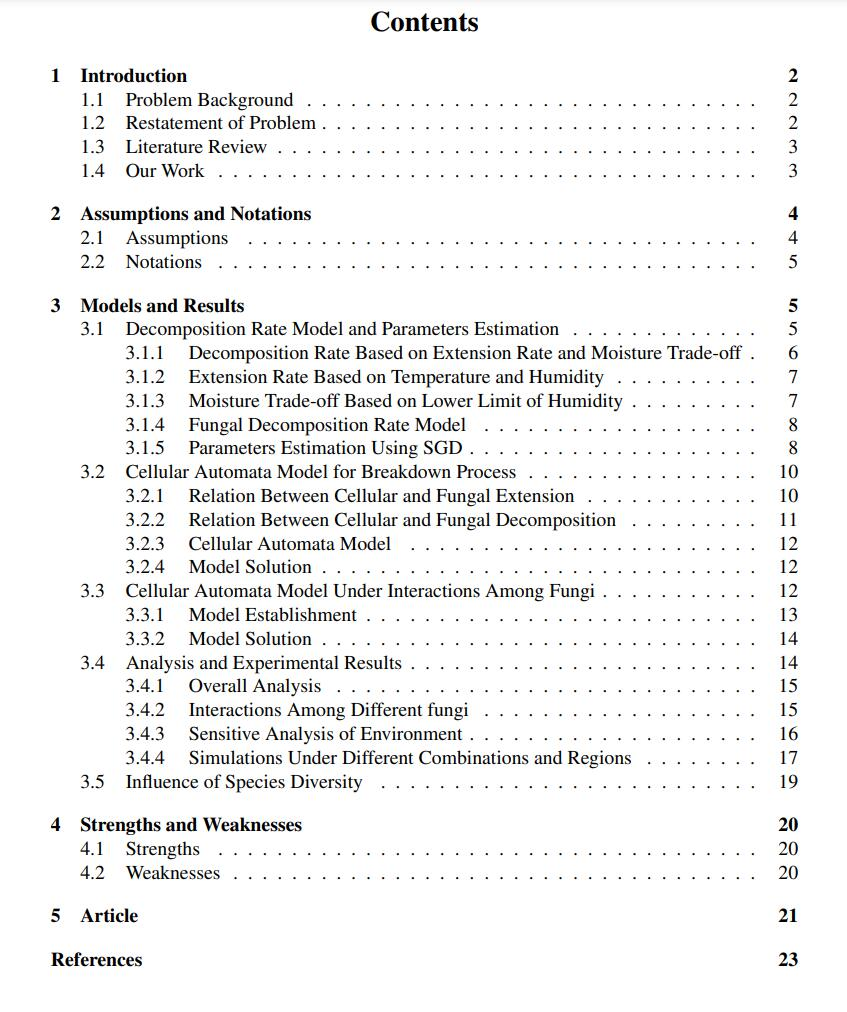 Contents
1 Introduction 2
1.1 Problem Background . . . . . . . . . . . . . . . . . . . . . . . . . . . . . . . 2
1.2 Restatement of Problem . . . . . . . . . . . . . . . . . . . . . . . . . . . . . . 2
1.3 Literature Review . . . . . . . . . . . . . . . . . . . . . . . . . . . . . . . . . 3
1.4 Our Work . . . . . . . . . . . . . . . . . . . . . . . . . . . . . . . . . . . . . 3
2 Assumptions and Notations 4
2.1 Assumptions . . . . . . . . . . . . . . . . . . . . . . . . . . . . . . . . . . . 4
2.2 Notations . . . . . . . . . . . . . . . . . . . . . . . . . . . . . . . . . . . . . 5
3 Models and Results 5
3.1 Decomposition Rate Model and Parameters Estimation . . . . . . . . . . . . . 5
3.1.1 Decomposition Rate Based on Extension Rate and Moisture Trade-off . 6
3.1.2 Extension Rate Based on Temperature and Humidity . . . . . . . . . . 7
3.1.3 Moisture Trade-off Based on Lower Limit of Humidity . . . . . . . . . 7
3.1.4 Fungal Decomposition Rate Model . . . . . . . . . . . . . . . . . . . 8
3.1.5 Parameters Estimation Using SGD . . . . . . . . . . . . . . . . . . . . 8
3.2 Cellular Automata Model for Breakdown Process . . . . . . . . . . . . . . . . 10
3.2.1 Relation Between Cellular and Fungal Extension . . . . . . . . . . . . 10
3.2.2 Relation Between Cellular and Fungal Decomposition . . . . . . . . . 11
3.2.3 Cellular Automata Model . . . . . . . . . . . . . . . . . . . . . . . . 12
3.2.4 Model Solution . . . . . . . . . . . . . . . . . . . . . . . . . . . . . . 12
3.3 Cellular Automata Model Under Interactions Among Fungi . . . . . . . . . . . 12
3.3.1 Model Establishment . . . . . . . . . . . . . . . . . . . . . . . . . . . 13
3.3.2 Model Solution . . . . . . . . . . . . . . . . . . . . . . . . . . . . . . 14
3.4 Analysis and Experimental Results . . . . . . . . . . . . . . . . . . . . . . . . 14
3.4.1 Overall Analysis . . . . . . . . . . . . . . . . . . . . . . . . . . . . . 15
3.4.2 Interactions Among Different fungi . . . . . . . . . . . . . . . . . . . 15
3.4.3 Sensitive Analysis of Environment . . . . . . . . . . . . . . . . . . . . 16
3.4.4 Simulations Under Different Combinations and Regions . . . . . . . . 17
3.5 Influence of Species Diversity . . . . . . . . . . . . . . . . . . . . . . . . . . 19
4 Strengths and Weaknesses 20
4.1 Strengths . . . . . . . . . . . . . . . . . . . . . . . . . . . . . . . . . . . . . 20
4.2 Weaknesses . . . . . . . . . . . . . . . . . . . . . . . . . . . . . . . . . . . . 20
5 Article 21
References 23